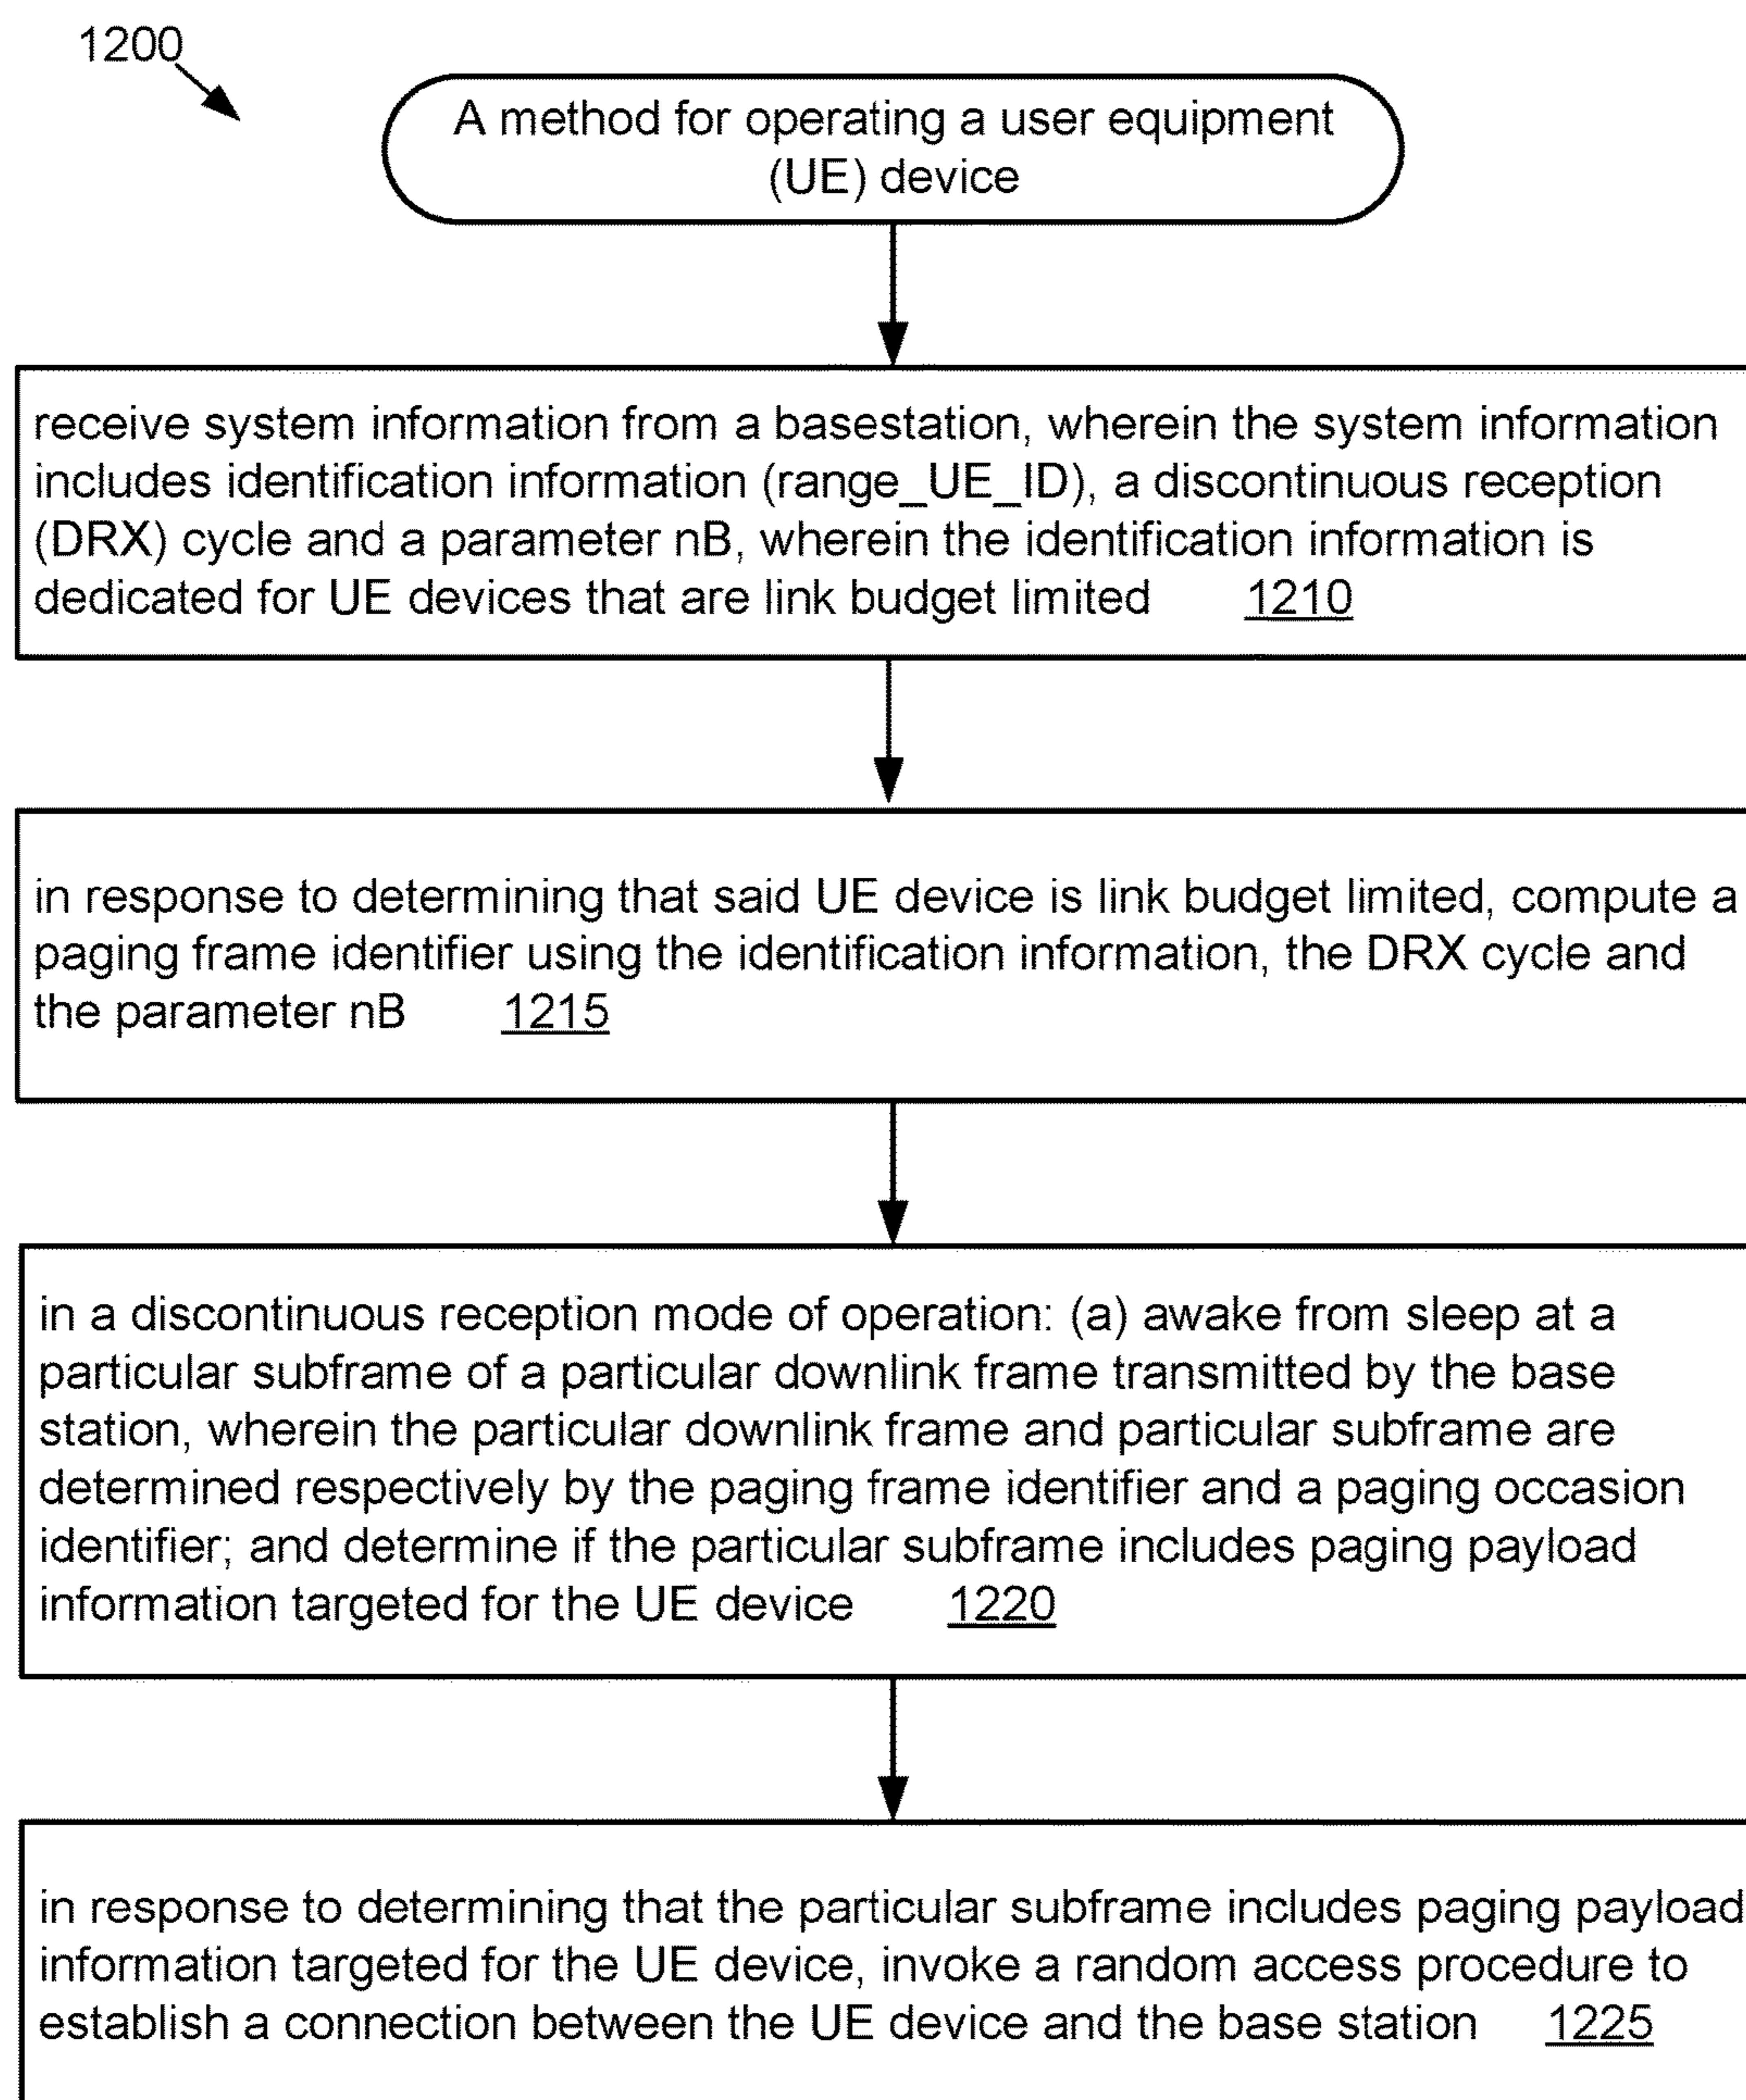 1200
A method for operating a user equipment
(UE) device
receive system information from a basestation, wherein the system information
includes identification information (range_UE_ID), a discontinuous reception
(DRX) cycle and a parameter nB, wherein the identification information is
dedicated for UE devices that are link budget limited 1210
in response to determining that said UE device is link budget limited, compute a
paging frame identifier using the identification information, the DRX cycle and
the parameter nB 1215
in a discontinuous reception mode of operation: (a) awake from sleep at a
particular subframe of a particular downlink frame transmitted by the base
station, wherein the particular downlink frame and particular subframe are
determined respectively by the paging frame identifier and a paging occasion
identifier; and determine if the particular subframe includes paging payload
information targeted for the UE device 1220
in response to determining that the particular subframe includes paging payload
information targeted for the UE device, invoke a random access procedure to
establish a connection between the UE device and the base station 1225